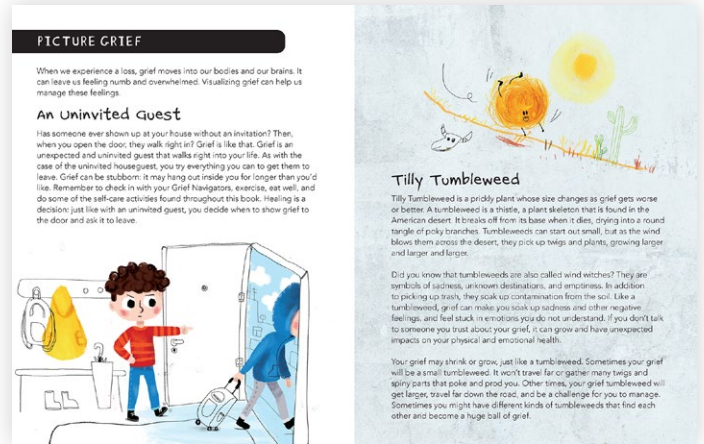 PICTURE GRIEF
When we experience a loss, grief moves into our bodies and our brains. It
can leave us feeling numb and overwhelmed. Visualizing grief can help us
manage these feelings.
An Uninvited Guest
Has someone ever shown up at your house without an invitation? Then,
when you open the door, they walk right in? Grief is like that. Grief is an
unexpected and uninvited guest that walks right into your life. As with the
case of the uninvited houseguest, you try everything you can to get them to
leave. Grief can be stubborn: it may hang out inside you for longer than you'd
like. Remember to check in with your Grief Navigators, exercise, eat well, and
do some of the self-care activities found throughout this book. Healing is a
decision: just like with an uninvited guest, you decide when to show grief to
the door and ask it to leave.
Tilly Tumbleweed
Tilly Tumbleweed is a prickly plant whose size changes as grief gets worse
or better. A tumbleweed is a thistle, a plant skeleton that is found in the
American desert. It breaks off from its base when it dies, drying into a round
tangle of poky branches. Tumbleweeds can start out small, but as the wind
blows them across the desert, they pick up twigs and plants, growing larger
and larger and larger.
Did you know that tumbleweeds are also called wind witches? They are
symbols of sadness, unknown destinations, and emptiness. In addition
to picking up trash, they soak up contamination from the soil. Like a
tumbleweed, grief can make you soak up sadness and other negative
feelings, and feel stuck in emotions you do not understand. If you don't talk
to someone you trust about your grief, it can grow and have unexpected
impacts on your physical and emotional health.
Your grief may shrink or grow, just like a tumbleweed. Sometimes your grief
will be a small tumbleweed. It won't travel far or gather many twigs and
spiny parts that poke and prod you. Other times, your grief tumbleweed will
get larger, travel far down the road, and be a challenge for you to manage.
Sometimes you might have different kinds of tumbleweeds that find each
other and become a huge ball of grief.